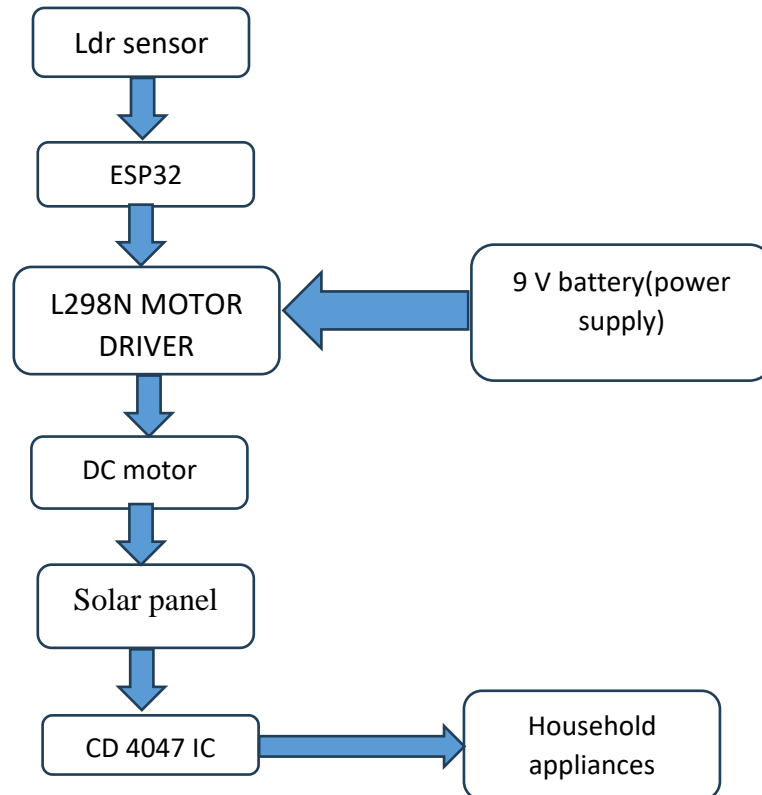 Ldr sensor
ESP32
L298N MOTOR
DRIVER
9 V battery(power
supply)
DC motor
Solar panel
CD 4047 IC
Household
appliances